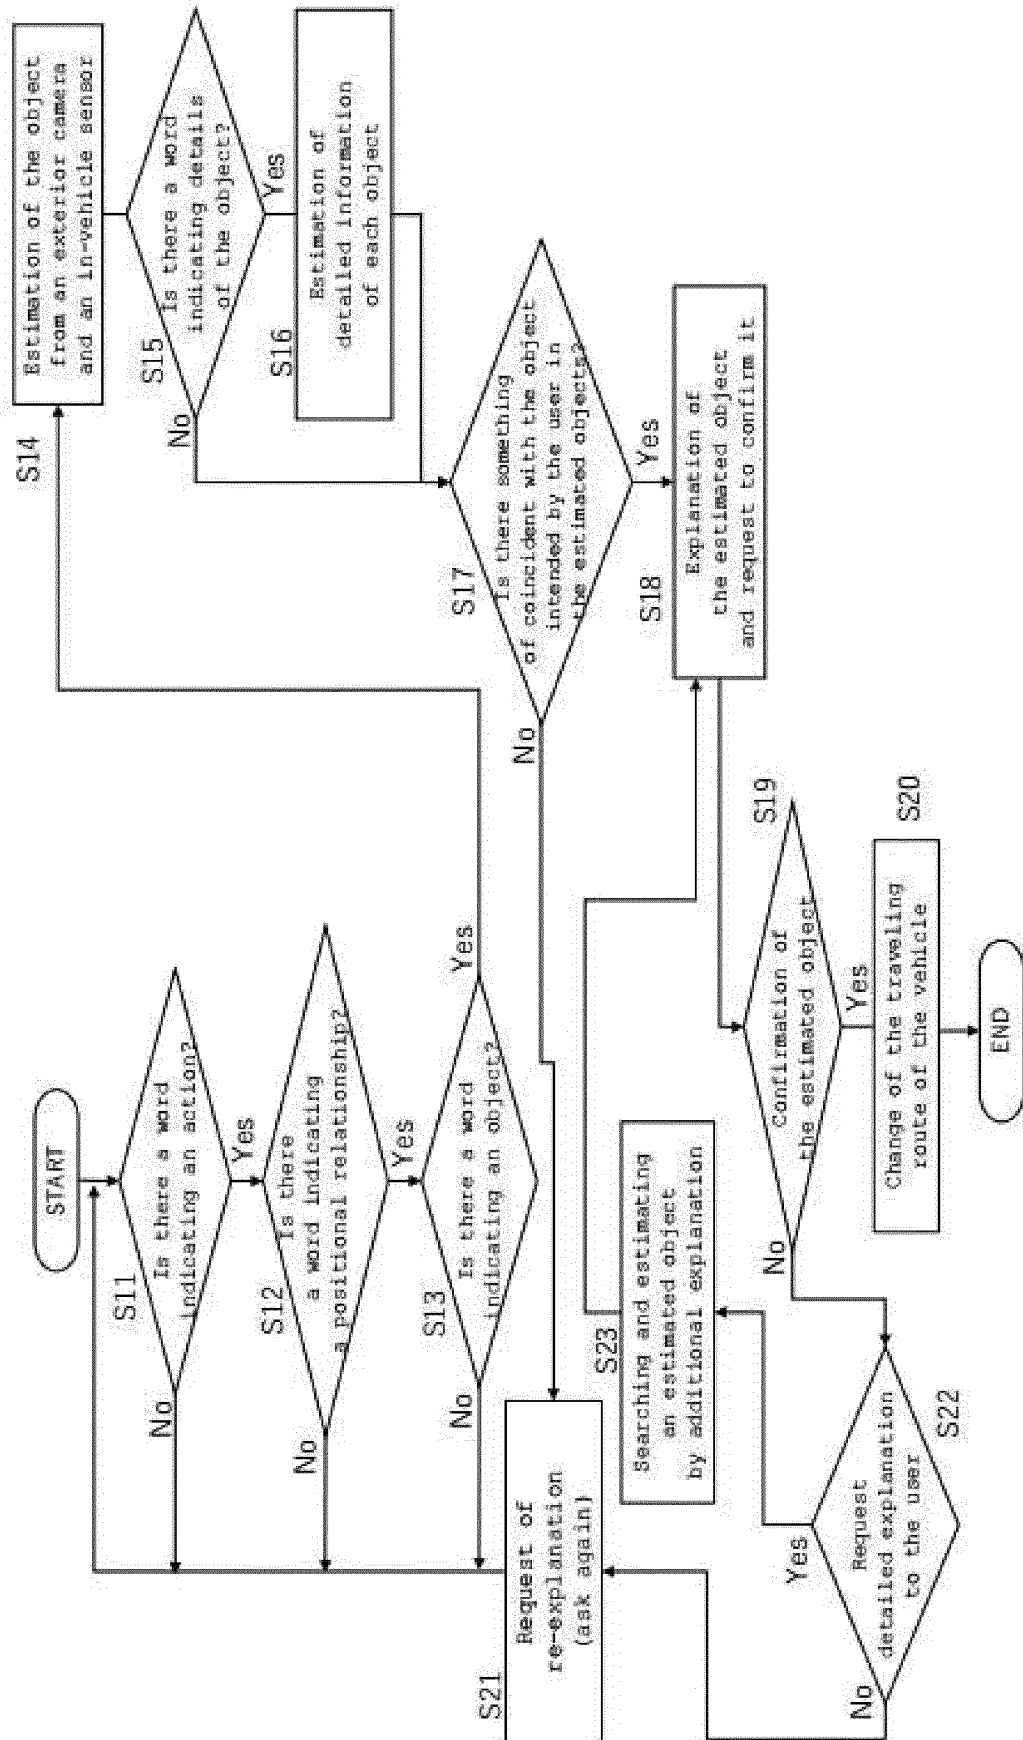 START
S11
Is there a word
indicating an action?
No
Yes
S12
Is there
a word indicating
a positional relationship?
No
Yes
S13
Is there a word
indicating an object?
No
Yes
S14
Estimation of the object
from an exterior camera
and an in-vehicle sensor
S15
Is there a word
indicating details
of the object?
No
Yes
S16
Estimation of
detailed information
of each object
S17
Is there something
of coincident with the object
intended by the user in
the estimated objects?
No
Yes
S18
Explanation of
the estimated object
and request to confirm it
S19
Confirmation of
the estimated object
No
Yes
S20
Change of the traveling
route of the vehicle
END
S21
Request of
re-explanation
(ask again)
S22
Request
detailed explanation
to the user
No
Yes
S23
Searching and estimating
an estimated object
by additional explanation